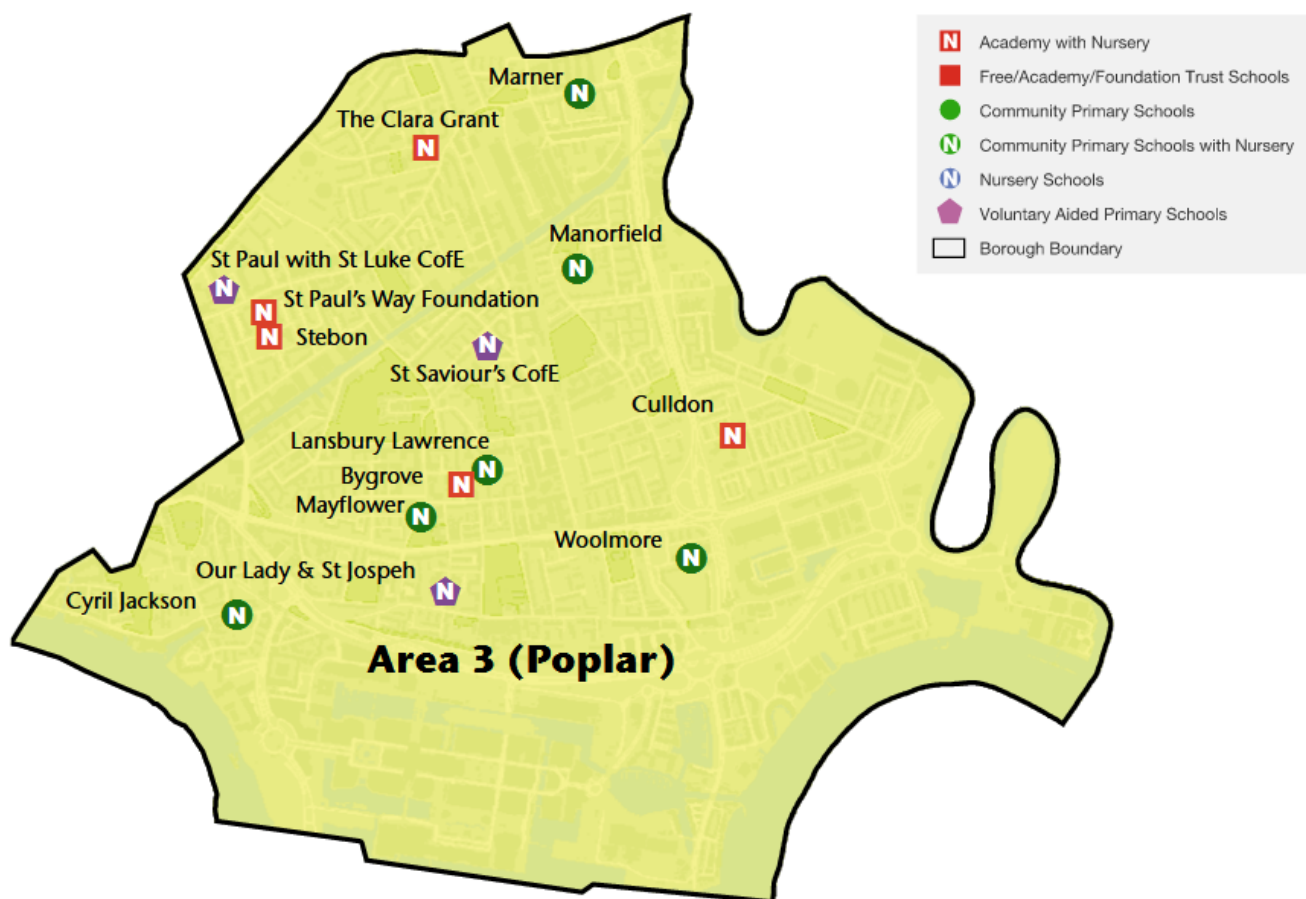 Marner
N
The Clara Grant
N
Manorfield
N
St Paul with St Luke CofE
N
St Paul's Way Foundation
N
Stebon
N
St Saviour's CofE
N
Culldon
N
Lansbury Lawrence
N
Bygrove
N
Mayflower
N
Woolmore
N
Our Lady & St Jospeh
N
Cyril Jackson
N
Area 3 (Poplar)
N Academy with Nursery
Free/Academy/Foundation Trust Schools
Community Primary Schools
N Community Primary Schools with Nursery
N Nursery Schools
Voluntary Aided Primary Schools
Borough Boundary